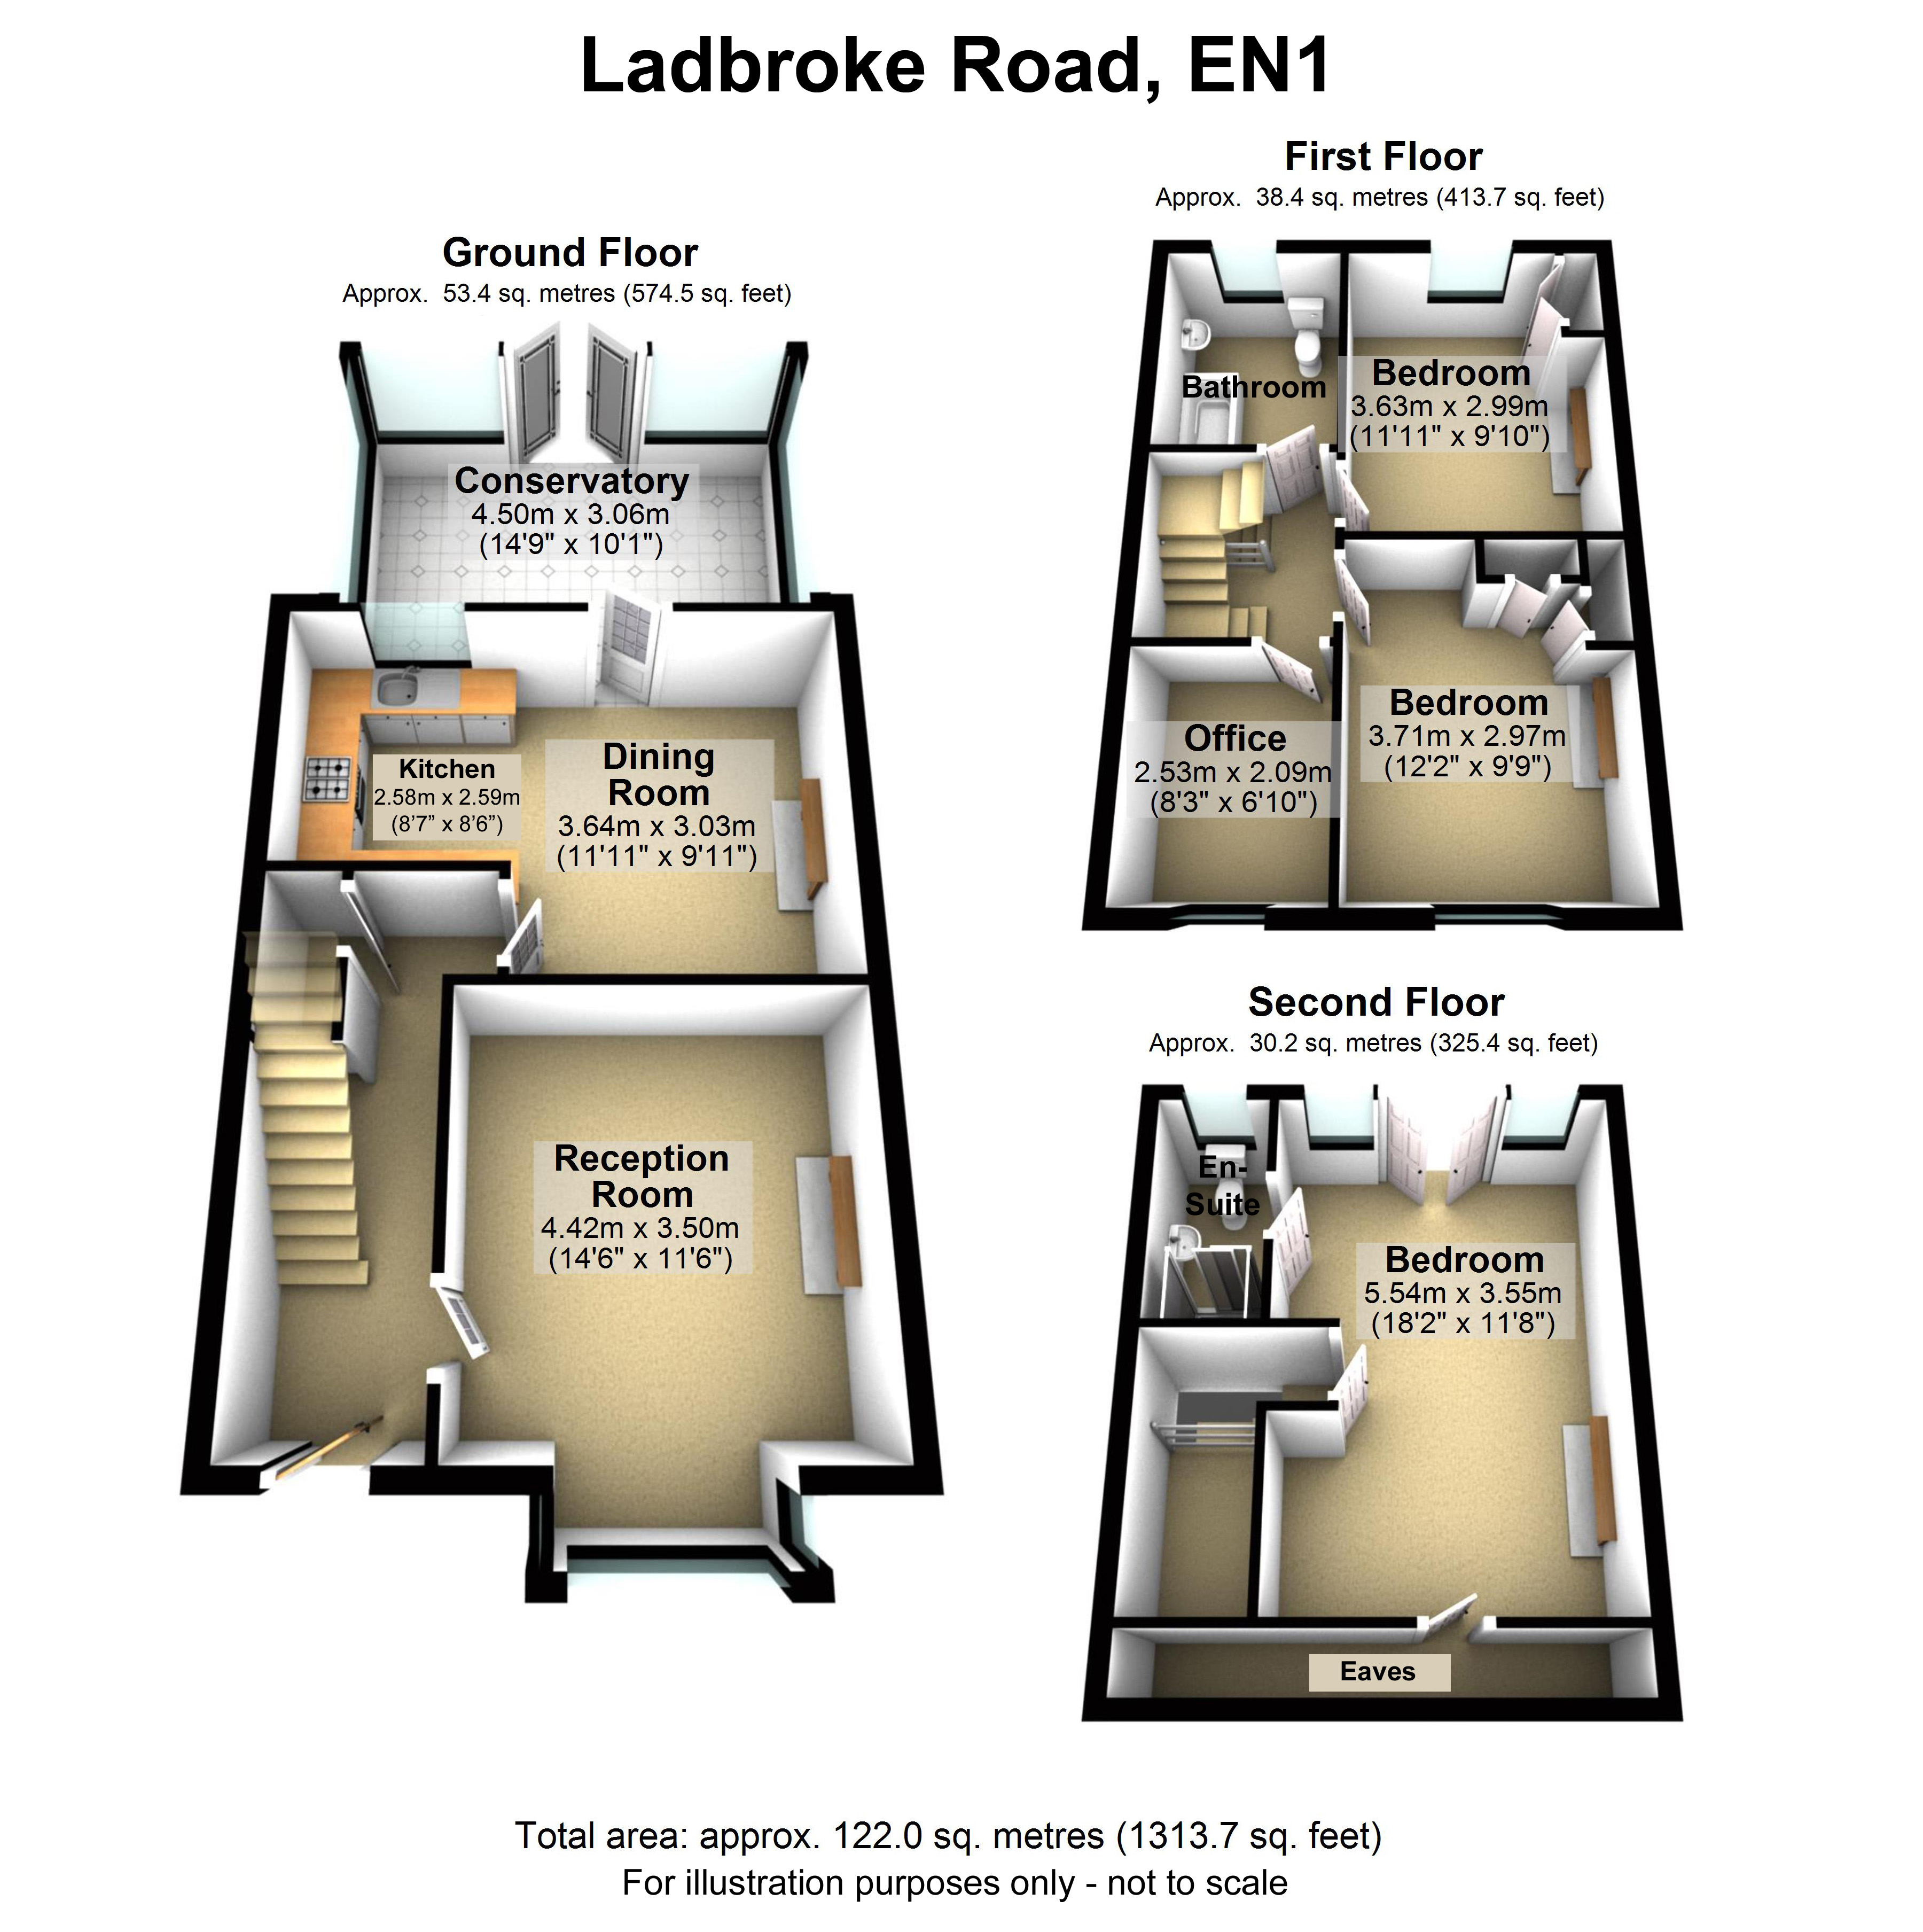 Ladbroke Road, EN1
Ground Floor
Approx.  53.4 sq. metres (574.5 sq. feet)
Conservatory
4.50m x 3.06m
(14'9" x 10'1")
Kitchen
2.58m x 2.59m
(8’7” x 8’6”)
Dining
Room
3.64m x 3.03m
(11'11" x 9'11")
Reception
Room
4.42m x 3.50m
(14'6" x 11'6")
First Floor
Approx.  38.4 sq. metres (413.7 sq. feet)
Bathroom
Bedroom
3.63m x 2.99m
(11'11" x 9'10")
Office
2.53m x 2.09m
(8'3" x 6'10")
Bedroom
3.71m x 2.97m
(12'2" x 9'9")
Second Floor
Approx.  30.2 sq. metres (325.4 sq. feet)
En-
Suite
Bedroom
5.54m x 3.55m
(18'2" x 11'8")
Eaves
Total area: approx. 122.0 sq. metres (1313.7 sq. feet)
For illustration purposes only - not to scale